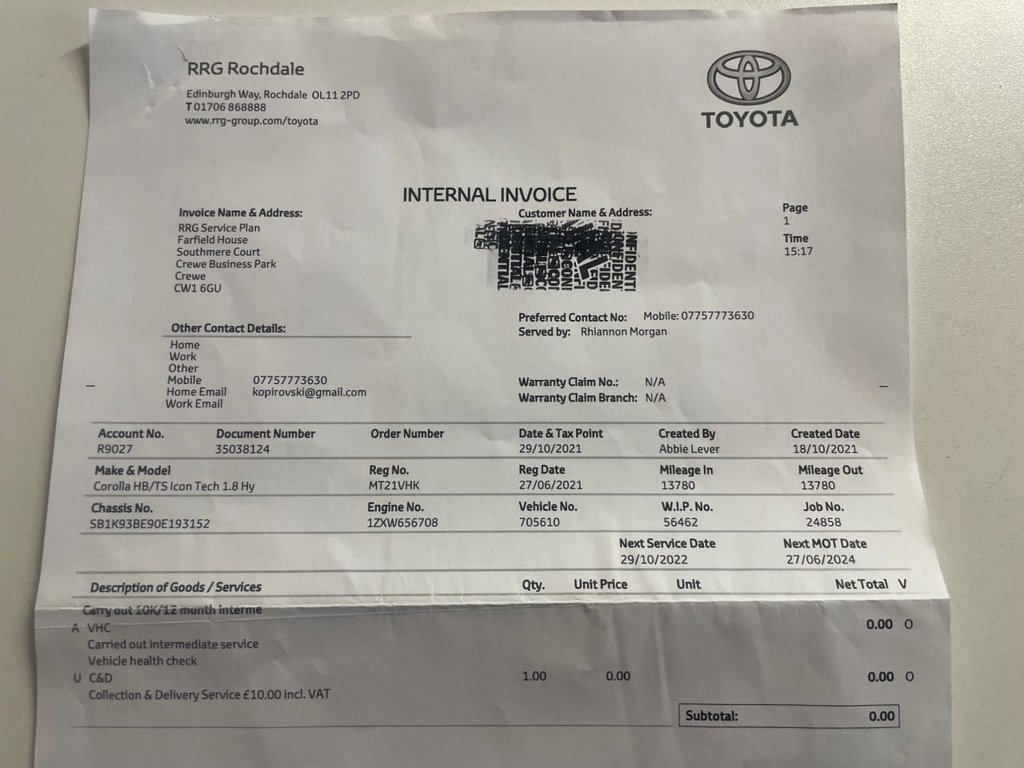 RRG Rochdale
Edinburgh Way, Rochdale OL11 2PD
T 01706 868888
www.rrg-group.com/toyota
TOYOTA
INTERNAL INVOICE
Invoice Name & Address:
RRG Service Plan
Farfield House
Southmere Court
Crewe Business Park
Crewe
CW1 6GU
Customer Name & Address:
Page
1
Time
15:17
Preferred Contact No: Mobile: 07757773630
Served by: Rhiannon Morgan
Other Contact Details:
Home
Work
Other
Mobile 07757773630
Home Email kopirovski@gmail.com
Work Email
Warranty Claim No.: N/A
Warranty Claim Branch: N/A
Account No. Document Number Order Number Date & Tax Point Created By Created Date
R9027 35038124 29/10/2021 Abbie Lever 18/10/2021
Make & Model Reg No. Reg Date Mileage In Mileage Out
Corolla HB/TS Icon Tech 1.8 Hy MT21VHK 27/06/2021 13780 13780
Chassis No. Engine No. Vehicle No. W.I.P. No. Job No.
SB1K93BE90E193152 1ZXW656708 705610 56462 24858
Next Service Date Next MOT Date
29/10/2022 27/06/2024
Description of Goods / Services Qty. Unit Price Unit Net Total V
Carry out 10K/12 month interme
A VHC 0.00 O
Carried out intermediate service
Vehicle health check
U C&D 1.00 0.00 0.00 O
Collection & Delivery Service £10.00 incl. VAT
Subtotal: 0.00